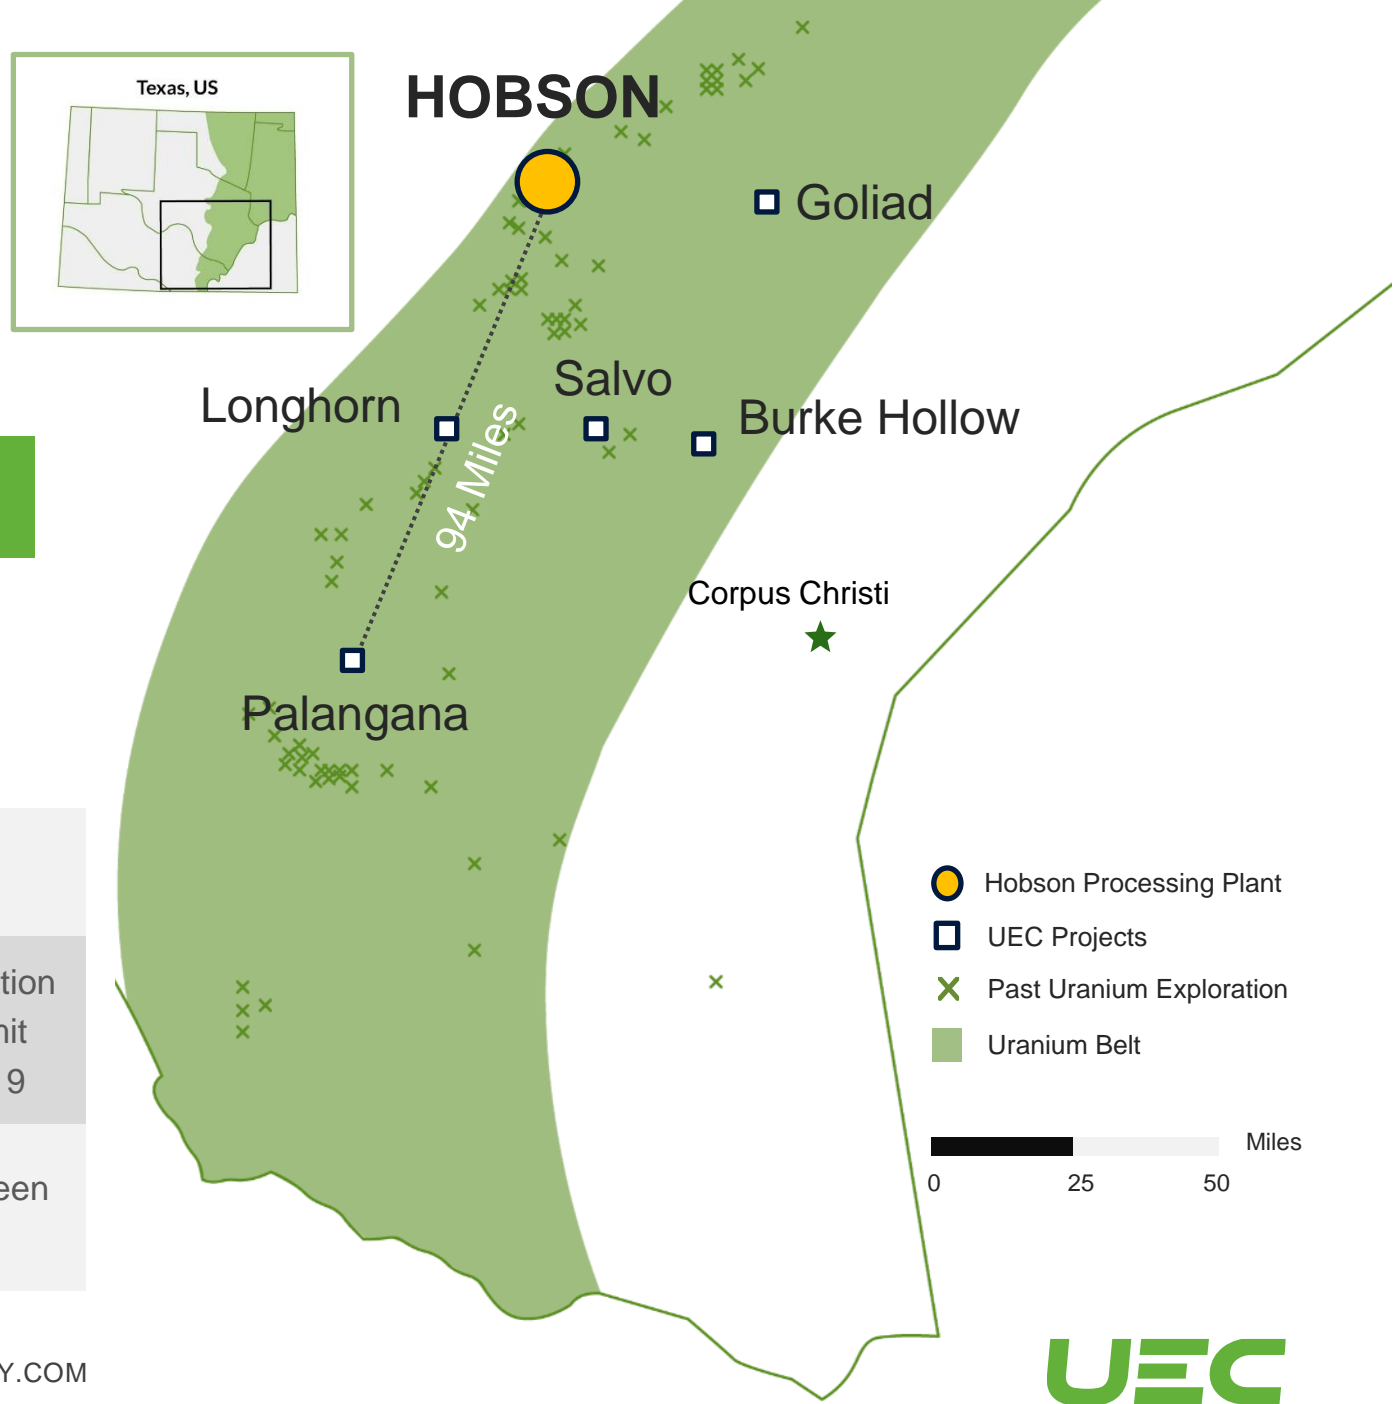 Texas, US
HOBSON
Goliad
Longhorn
Salvo
Burke Hollow
94 Miles
Corpus Christi
Palangana
Hobson Processing Plant
UEC Projects
Past Uranium Exploration
Uranium Belt
Miles
0 25 50
tion
nit
9
een
Y.COM
UEC